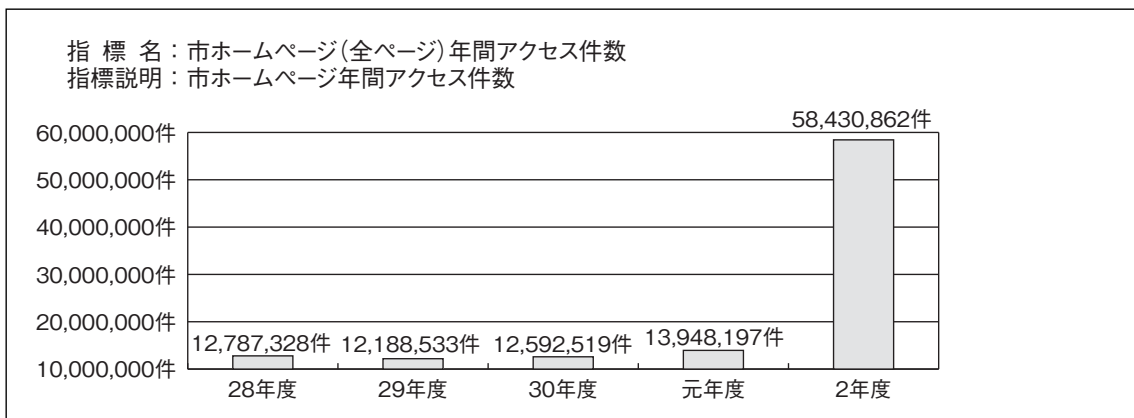 指標名：市ホームページ（全ページ）年間アクセス件数
指標説明：市ホームページ年間アクセス件数
58,430,862件
60,000,000件
50,000,000件
40,000,000件
30,000,000件
20,000,000件
12,787,328件 12,188,533件 12,592,519件 13,948,197件
10,000,000件
28年度 29年度 30年度 元年度 2年度